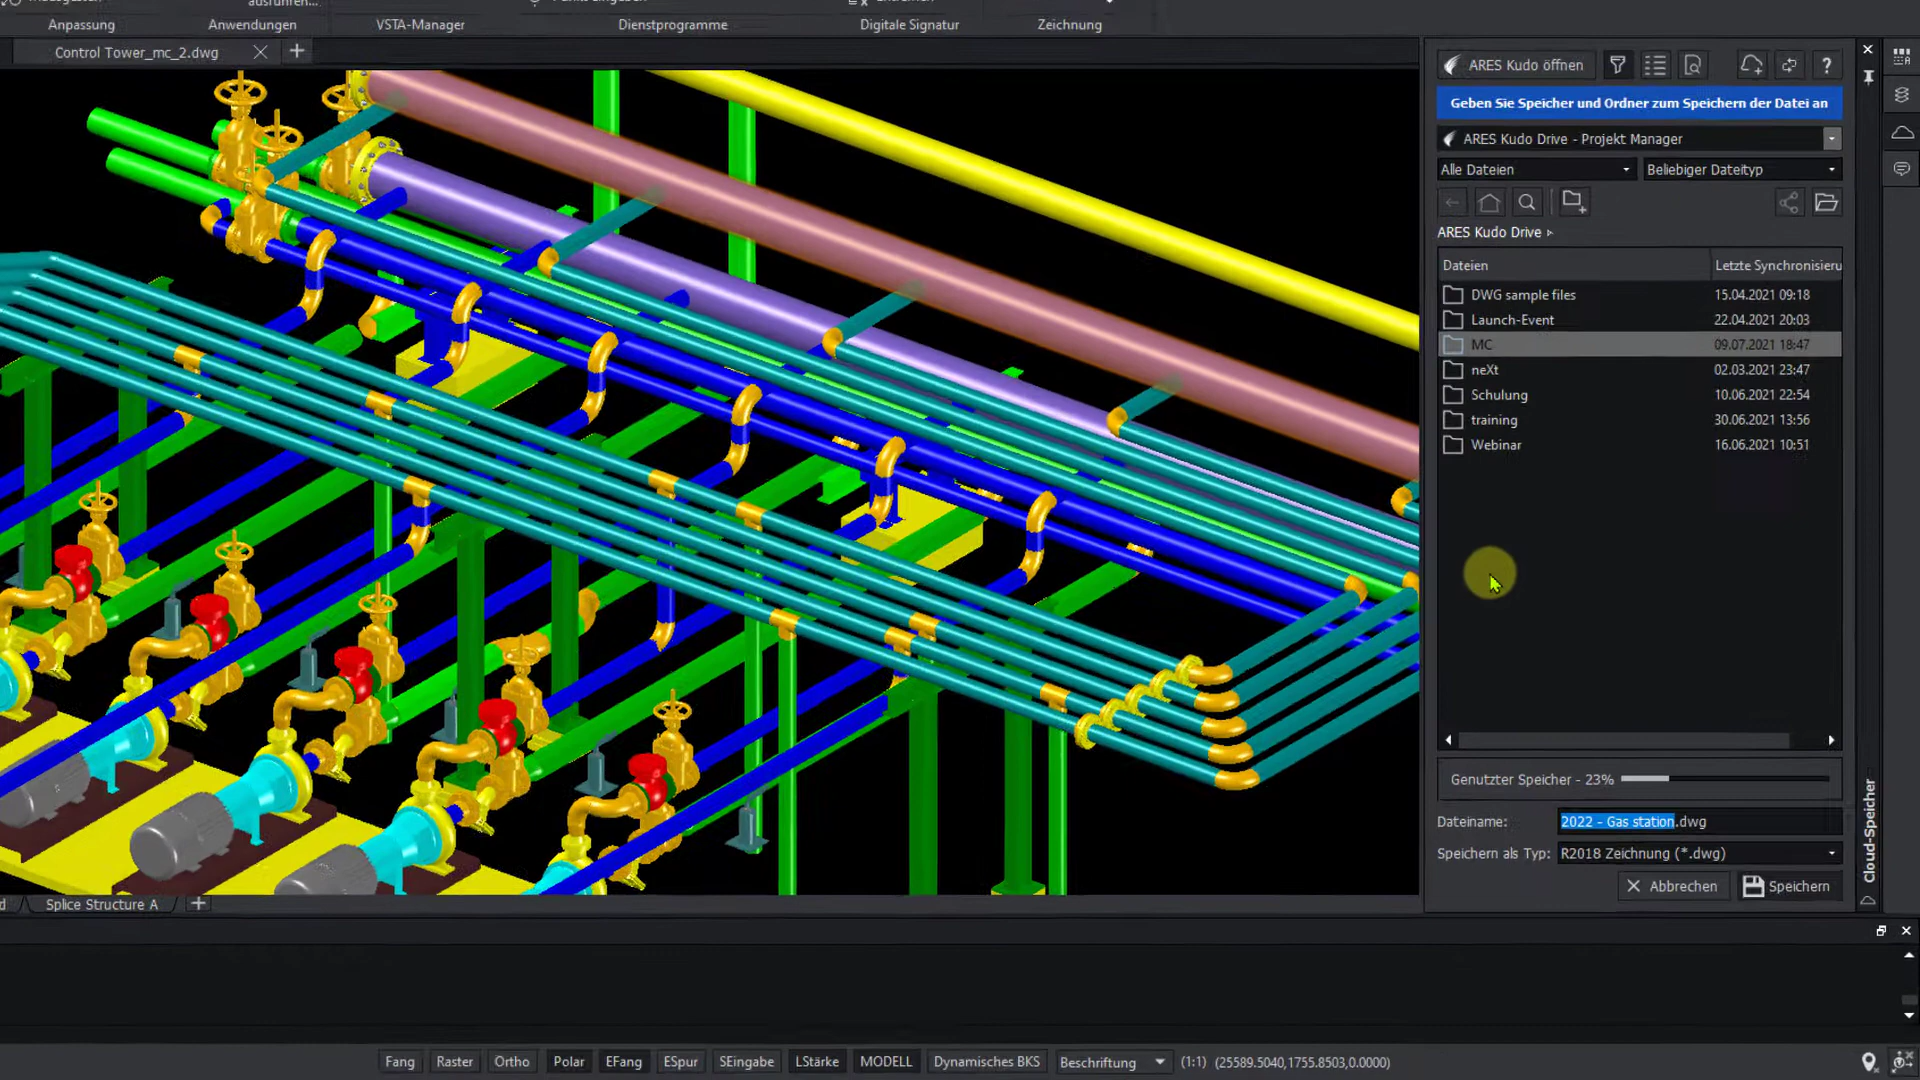 ausführen...
Anpassung
Anwendungen
VSTA-Manager
Dienstprogramme
Digitale Signatur
Zeichnung
Control Tower_mc_2.dwg
ARES Kudo öffnen
Geben Sie Speicher und Ordner zum Speichern der Datei an
ARES Kudo Drive - Projekt Manager
Alle Dateien
Beliebiger Dateityp
ARES Kudo Drive
Dateien Letzte Synchronisieru
DWG sample files 15.04.2021 09:18
Launch-Event 22.04.2021 20:03
MC 09.07.2021 18:47
neXt 02.03.2021 23:47
Schulung 10.06.2021 22:54
training 30.06.2021 13:56
Webinar 16.06.2021 10:51
Genutzter Speicher - 23%
Dateiname: 2022 - Gas station.dwg
Speichern als Typ: R2018 Zeichnung (*.dwg)
Abbrechen
Speichern
Cloud-Speicher
d
Splice Structure A
Fang
Raster
Ortho
Polar
EFang
ESpur
SEingabe
LStärke
MODELL
Dynamisches BKS
Beschriftung
(1:1)
(25589.5040,1755.8503,0.0000)